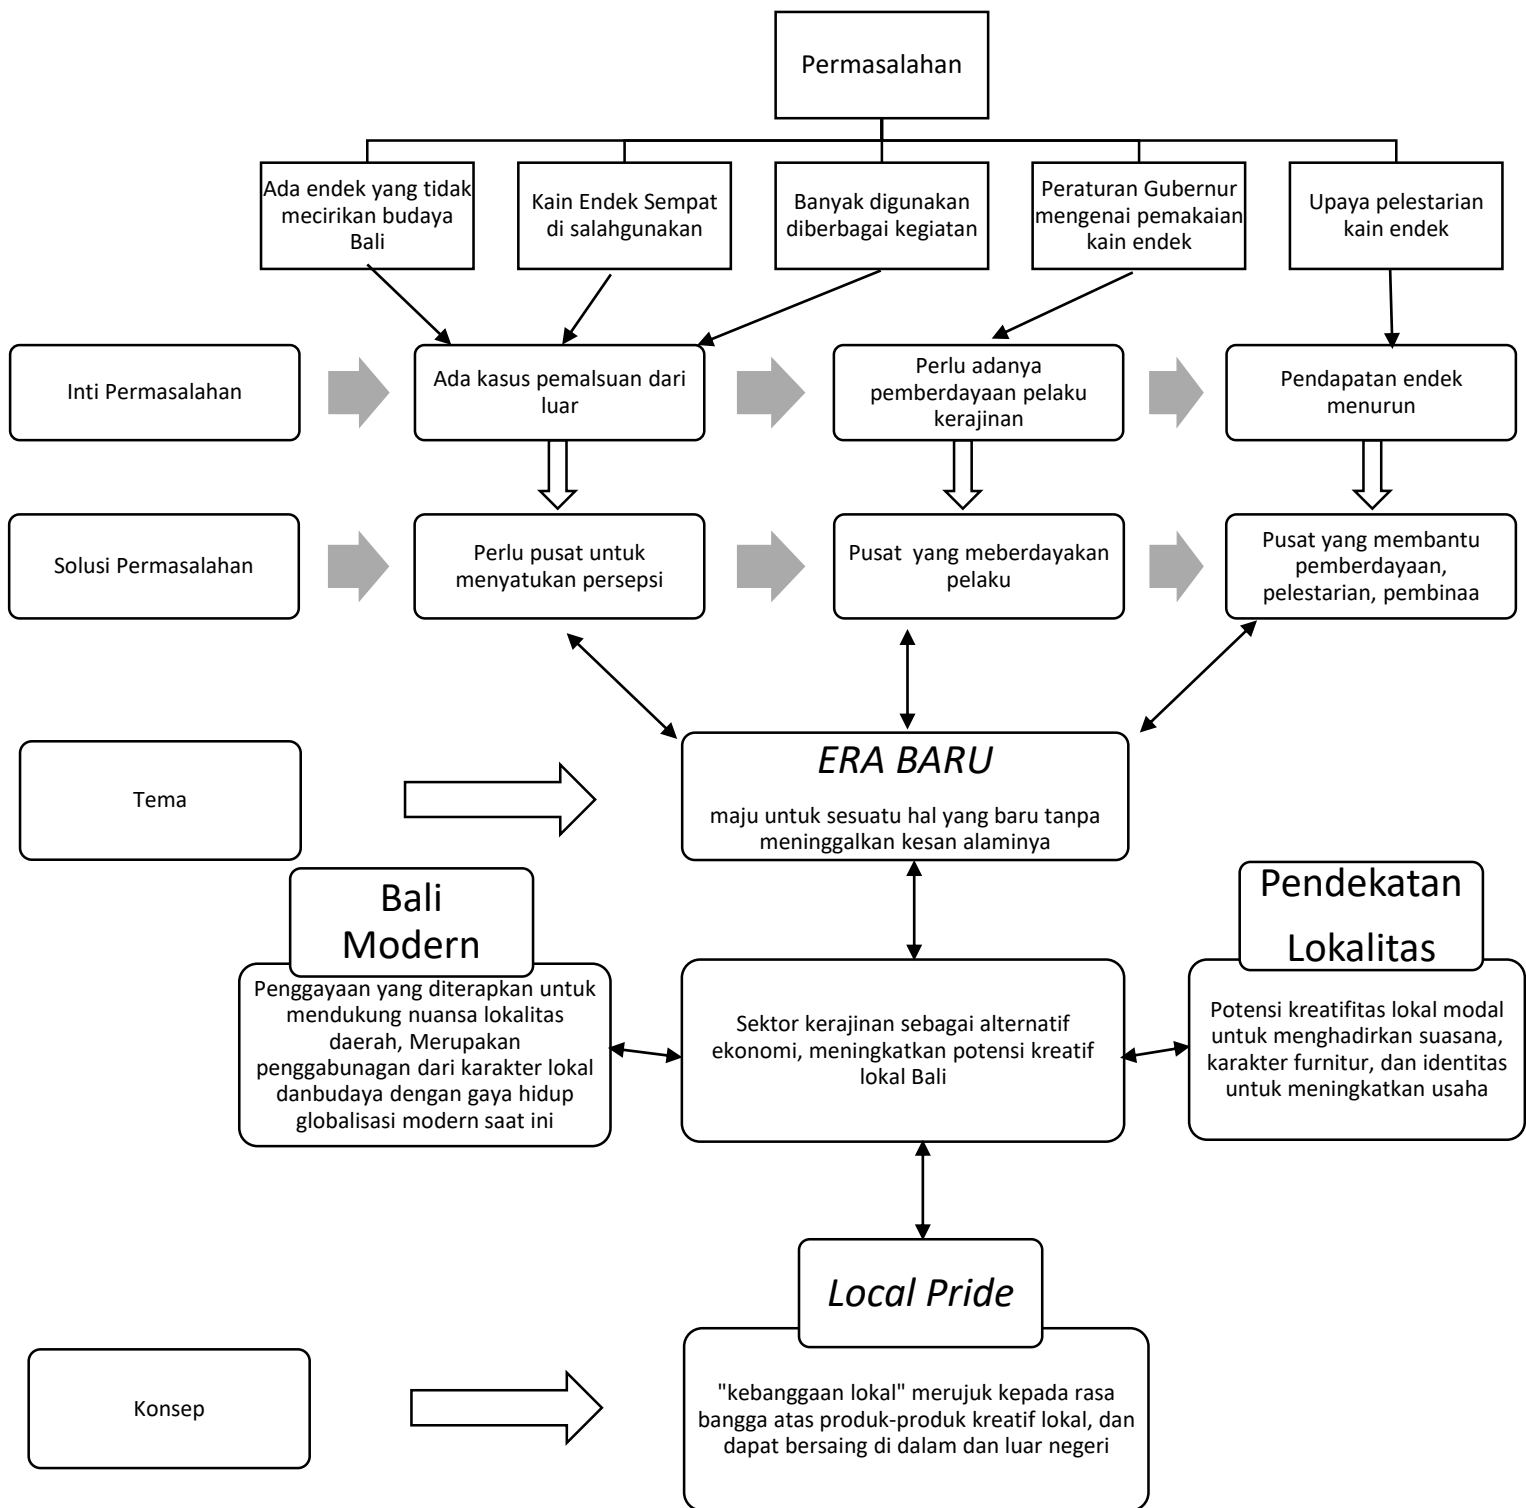 Permasalahan
Ada endek yang tidak
mecirikan budaya
Bali
Kain Endek Sempat
di salahgunakan
Banyak digunakan
diberbagai kegiatan
Peraturan Gubernur
mengenai pemakaian
kain endek
Upaya pelestarian
kain endek
Inti Permasalahan
Ada kasus pemalsuan dari
luar
Perlu adanya
pemberdayaan pelaku
kerajinan
Pendapatan endek
menurun
Solusi Permasalahan
Perlu pusat untuk
menyatukan persepsi
Pusat yang meberdayakan
pelaku
Pusat yang membantu
pemberdayaan,
pelestarian, pembinaa
Tema
ERA BARU
maju untuk sesuatu hal yang baru tanpa
meninggalkan kesan alaminya
Bali
Modern
Penggayaan yang diterapkan untuk
mendukung nuansa lokalitas
daerah, Merupakan
penggabunagan dari karakter lokal
danbudaya dengan gaya hidup
globalisasi modern saat ini
Sektor kerajinan sebagai alternatif
ekonomi, meningkatkan potensi kreatif
lokal Bali
Pendekatan
Lokalitas
Potensi kreatifitas lokal modal
untuk menghadirkan suasana,
karakter furnitur, dan identitas
untuk meningkatkan usaha
Local Pride
Konsep
"kebanggaan lokal" merujuk kepada rasa
bangga atas produk-produk kreatif lokal, dan
dapat bersaing di dalam dan luar negeri